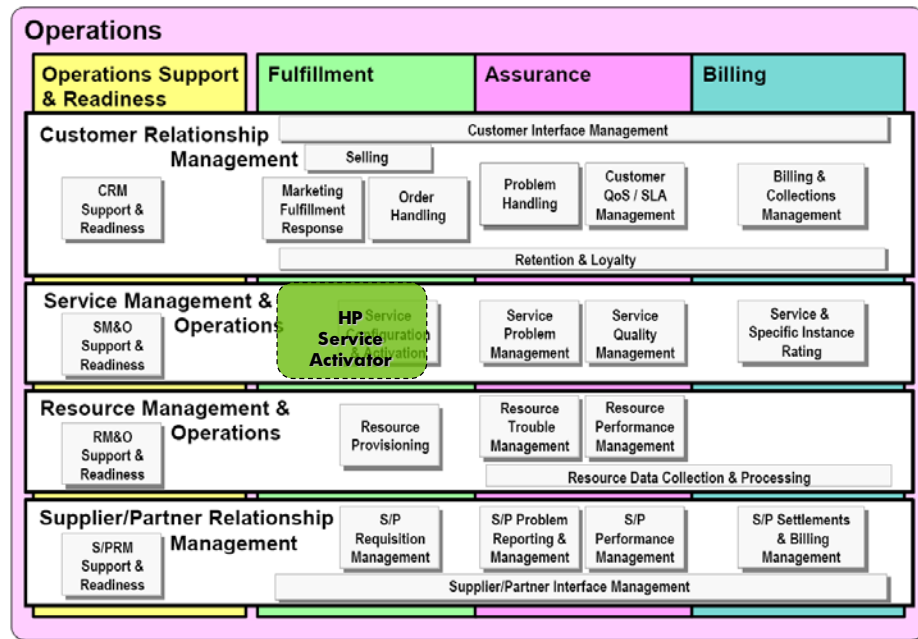 Operations
Operations Support
& Readiness
Fulfillment
Assurance
Billing
Customer Relationship
Management
Customer Interface Management
Selling
CRM
Support &
Readiness
Marketing
Fulfillment
Response
Order
Handling
Problem
Handling
Customer
QoS / SLA
Management
Billing &
Collections
Management
Retention & Loyalty
Service Management &
Operations
SM&O
Support &
Readiness
HP
Service
Activator
Service
Configuration
& Activation
Service
Problem
Management
Service
Quality
Management
Service &
Specific Instance
Rating
Resource Management &
Operations
RM&O
Support &
Readiness
Resource
Provisioning
Resource
Trouble
Management
Resource
Performance
Management
Resource Data Collection & Processing
Supplier/Partner Relationship
Management
S/PRM
Support &
Readiness
S/P
Requisition
Management
S/P Problem
Reporting &
Management
S/P
Performance
Management
S/P Settlements
& Billing
Management
Supplier/Partner Interface Management